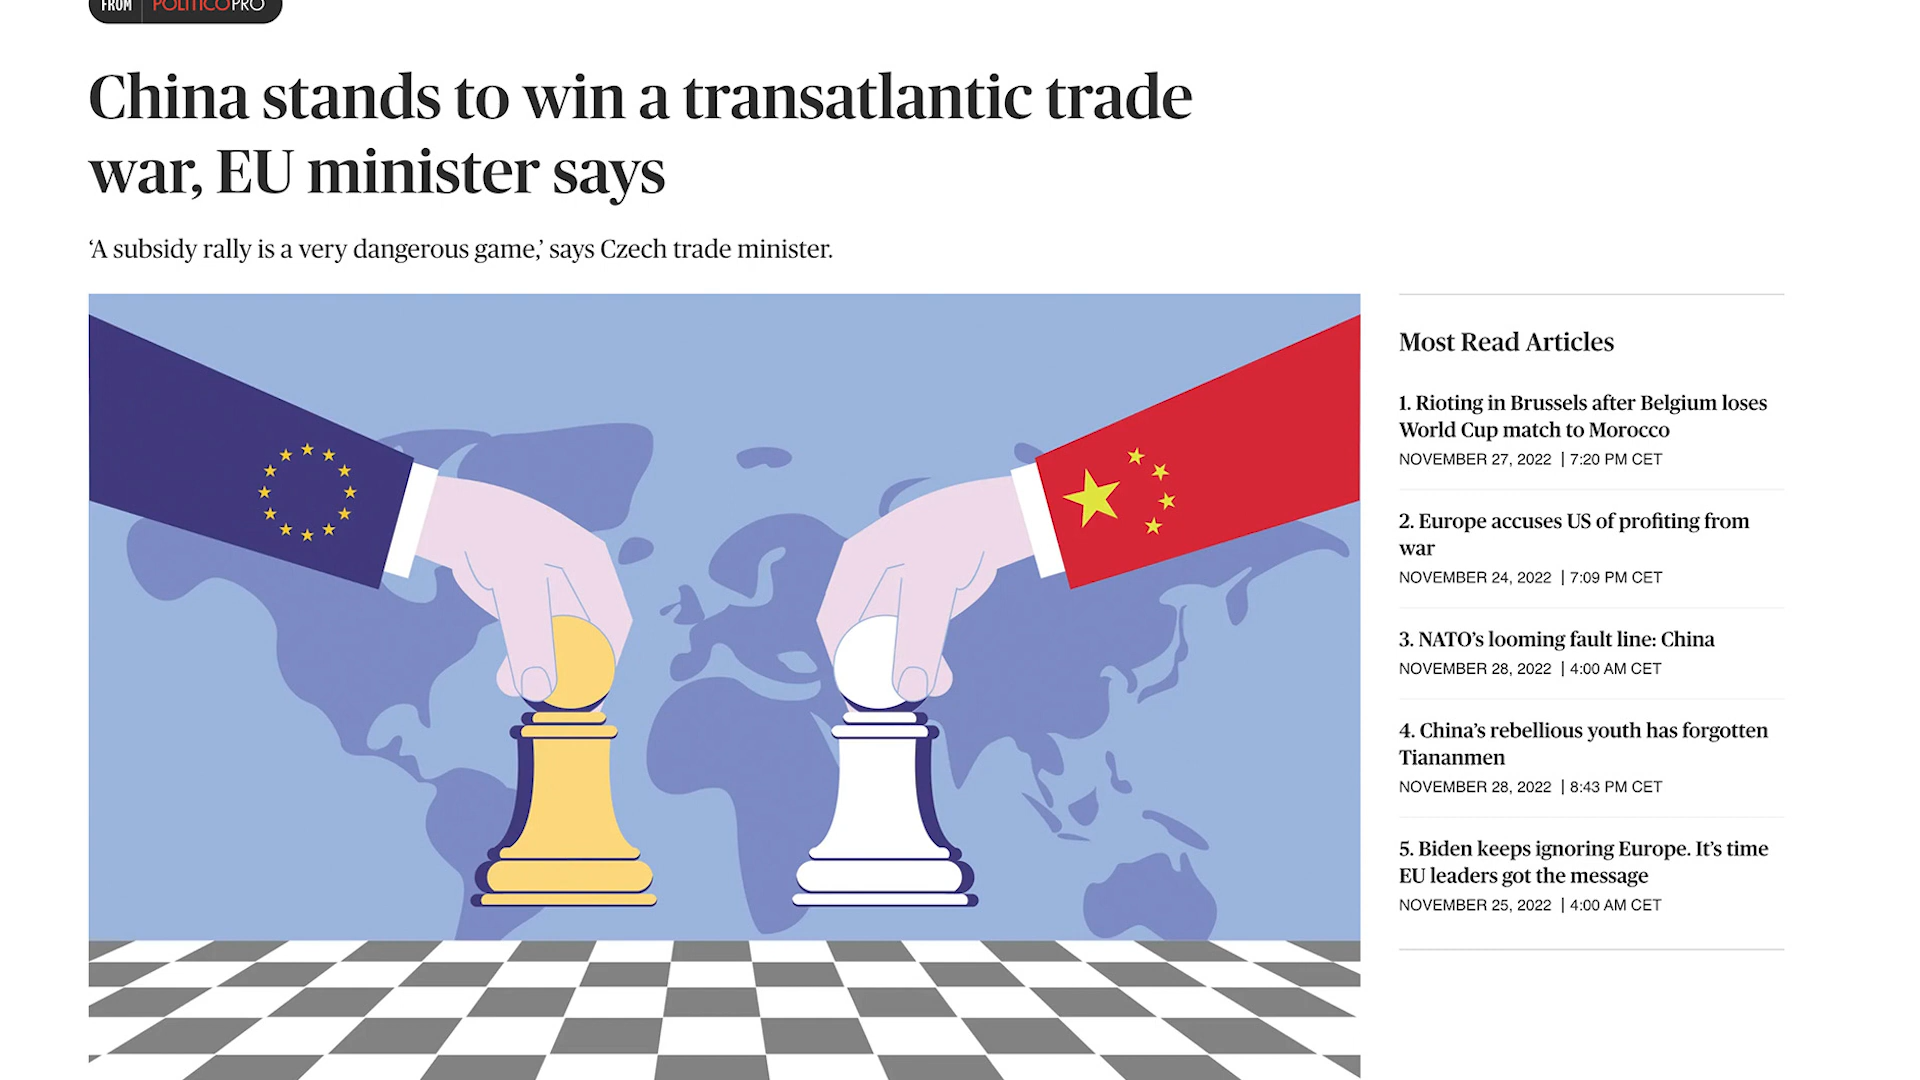 FROM POLITICOPRO
China stands to win a transatlantic trade
war, EU minister says
‘A subsidy rally is a very dangerous game,’ says Czech trade minister.
Most Read Articles
1. Rioting in Brussels after Belgium loses
World Cup match to Morocco
NOVEMBER 27, 2022 | 7:20 PM CET
2. Europe accuses US of profiting from
war
NOVEMBER 24, 2022 | 7:09 PM CET
3. NATO’s looming fault line: China
NOVEMBER 28, 2022 | 4:00 AM CET
4. China’s rebellious youth has forgotten
Tiananmen
NOVEMBER 28, 2022 | 8:43 PM CET
5. Biden keeps ignoring Europe. It’s time
EU leaders got the message
NOVEMBER 25, 2022 | 4:00 AM CET